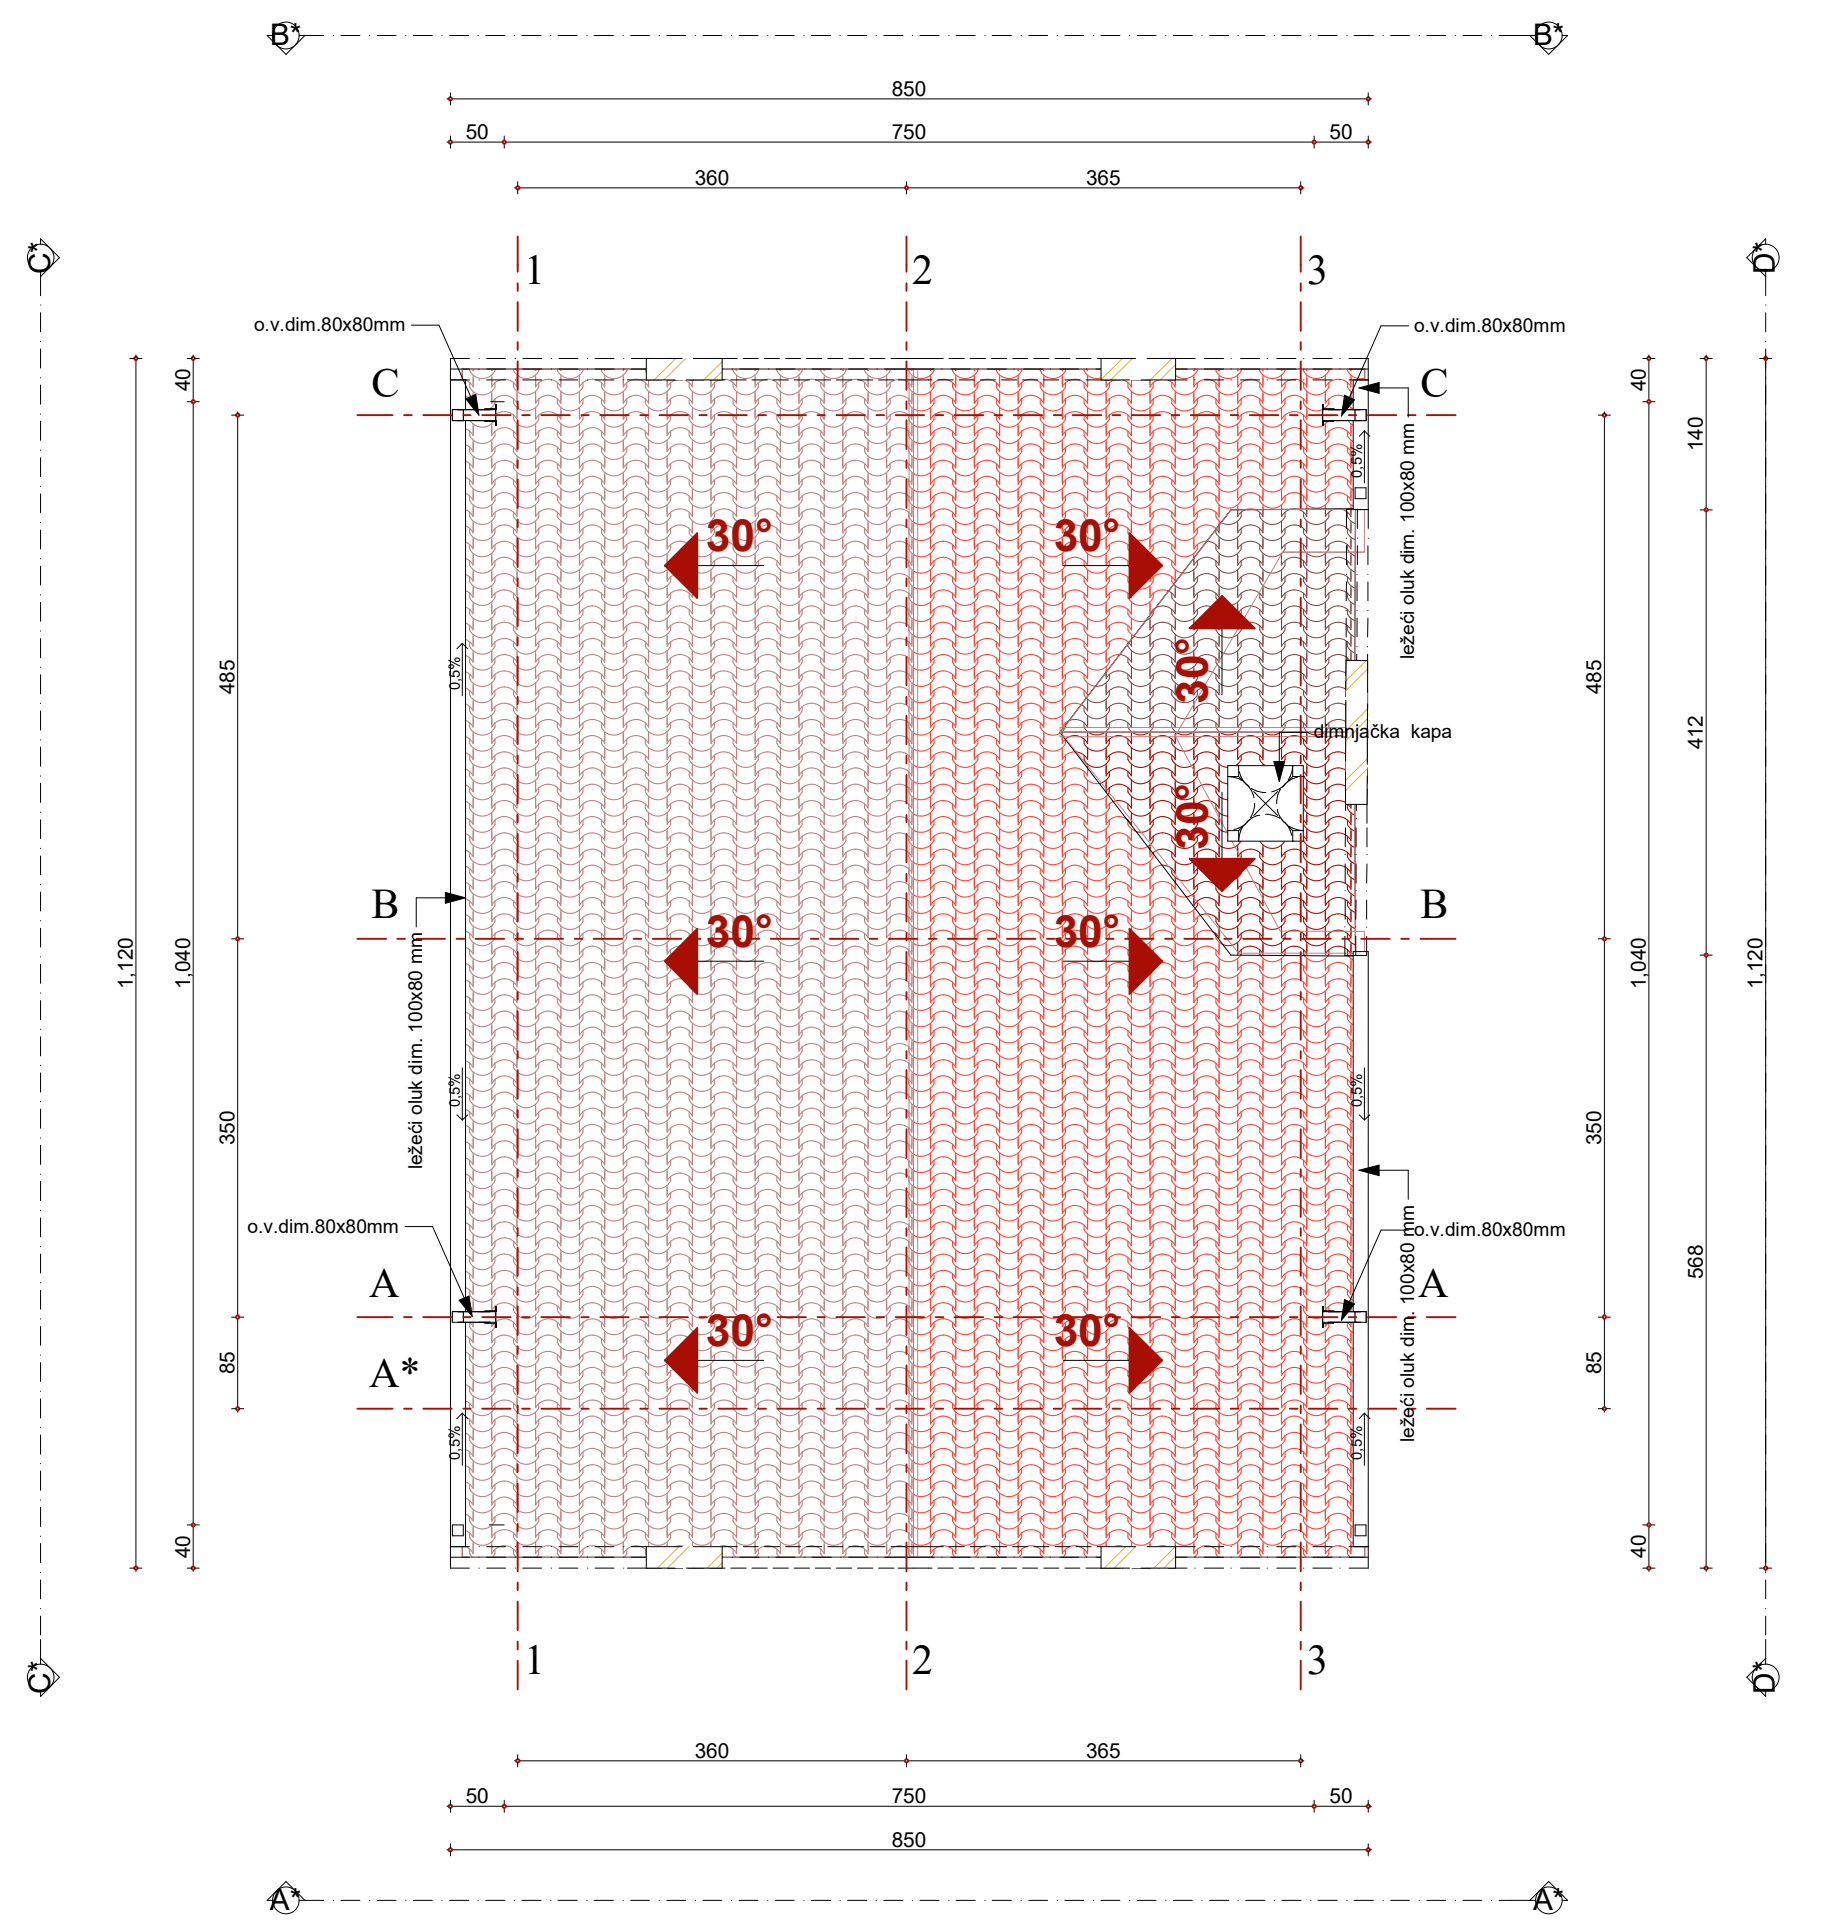 B* B*
850
50 750 50
360 365
C* D*
1 2 3
o.v.dim.80x80mm o.v.dim.80x80mm
C C
40 40
140
0,5%
ležeći oluk dim. 100x80 mm
30° 30°
485 0,5% 30° 485
412
dimnjačka kapa
30°
B B
30° 30°
1,120 1,040 1,040 1,120
ležeći oluk dim. 100x80 mm
0,5% 0,5%
350 350
o.v.dim.80x80mm o.v.dim.80x80mm
568
ležeći oluk dim. 100x80 mm
A A
30° 30°
85 85
A*
0,5% 0,5%
40 40
1 2 3
C* D*
360 365
50 750 50
850
A* A*